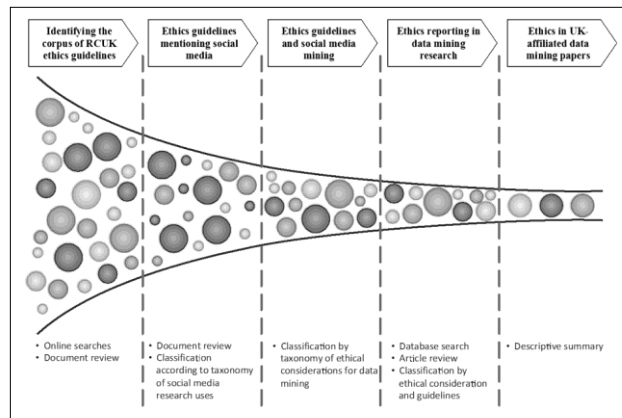 Identifying the
corpus of RCUK
ethics guidelines
Ethics guidelines
mentioning social
media
Ethics guidelines
and social media
mining
Ethics reporting in
data mining
research
Ethics in UK-
affiliated data
mining papers
• Online searches
• Document review
• Document review
• Classification
according to taxonomy
of social media
research uses
• Classification by
taxonomy of ethical
considerations for data
mining
• Database search
• Article review
• Classification by
ethical consideration
and guidelines
• Descriptive summary